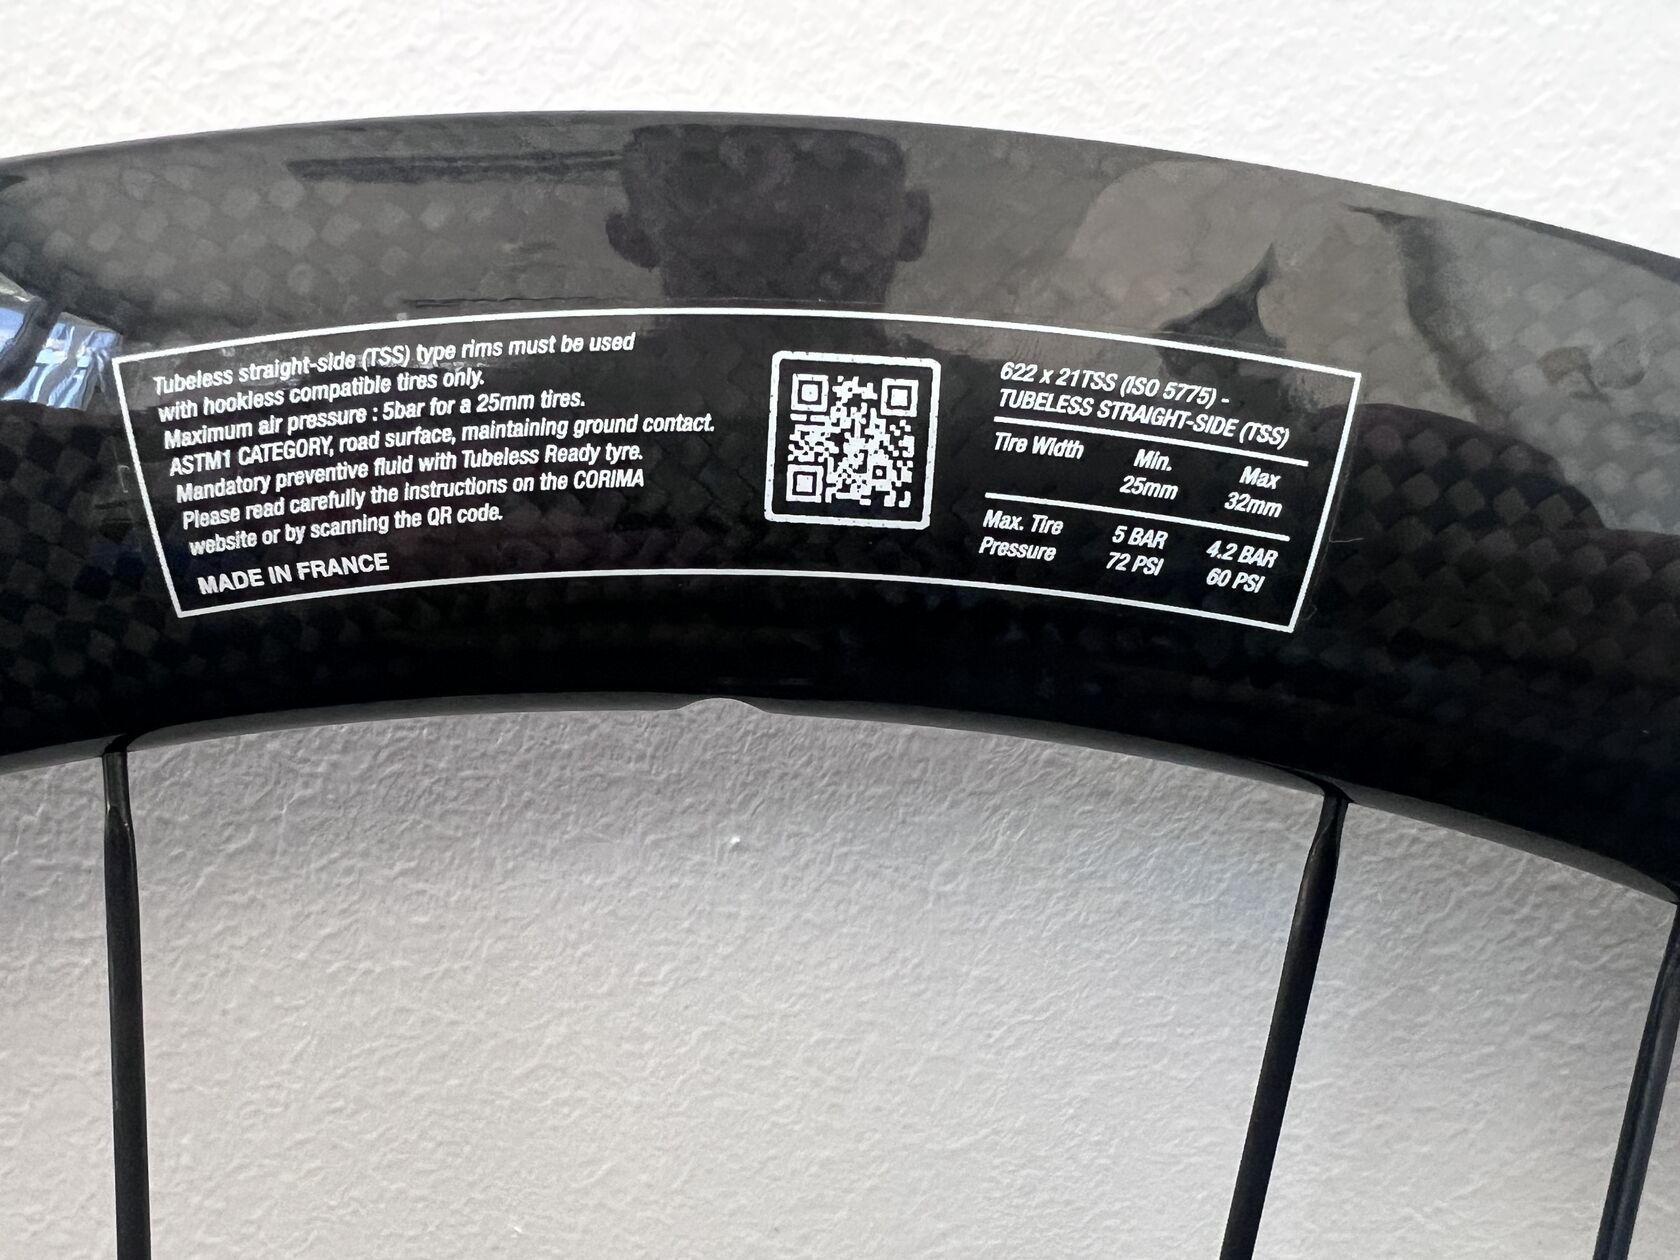 Tubeless straight-side (TSS) type rims must be used
with hookless compatible tires only.
Maximum air pressure : 5bar for a 25mm tires.
ASTM1 CATEGORY, road surface, maintaining ground contact.
Mandatory preventive fluid with Tubeless Ready tyre.
Please read carefully the instructions on the CORIMA
website or by scanning the QR code.
MADE IN FRANCE
622 x 21TSS (ISO 5775) -
TUBELESS STRAIGHT-SIDE (TSS)
Tire Width Min. Max
25mm 32mm
Max. Tire 5 BAR 4.2 BAR
Pressure 72 PSI 60 PSI